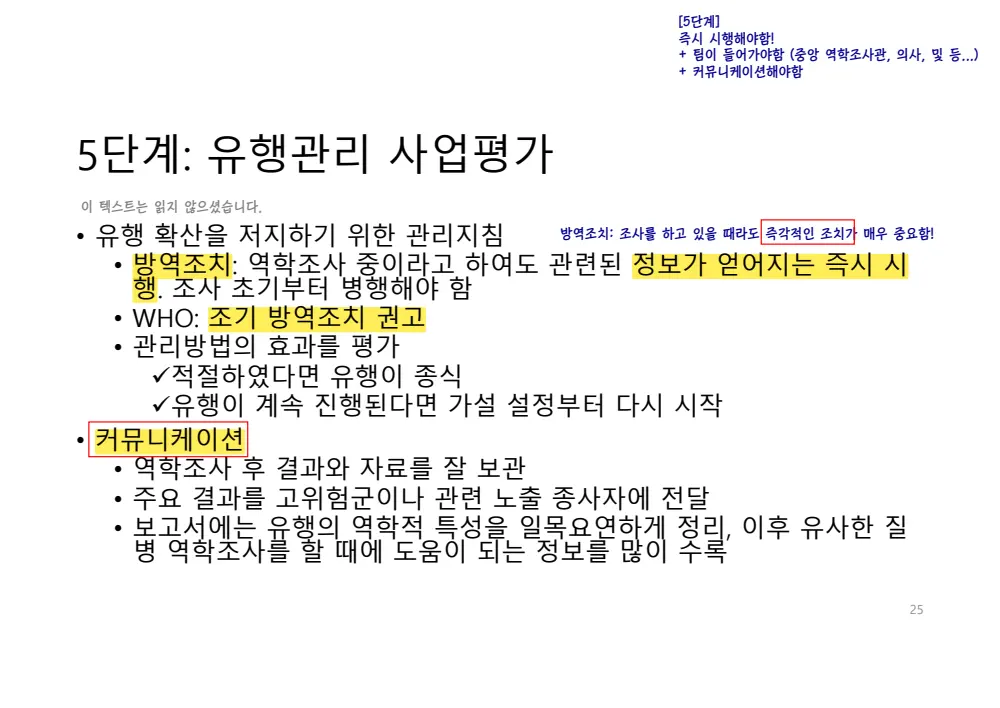 [5단계]
즉시 시행해야함!
+ 팀이 들어가야함 (중앙 역학조사관, 의사, 및 등...)
+ 커뮤니케이션해야함
5단계: 유행관리 사업평가
이 텍스트는 읽지 않으셨습니다.
• 유행 확산을 저지하기 위한 관리지침
방역조치: 조사를 하고 있을 때라도 즉각적인 조치가 매우 중요함!
• 방역조치: 역학조사 중이라고 하여도 관련된 정보가 얻어지는 즉시 시
행. 조사 초기부터 병행해야 함
• WHO: 조기 방역조치 권고
• 관리방법의 효과를 평가
✓적절하였다면 유행이 종식
✓유행이 계속 진행된다면 가설 설정부터 다시 시작
• 커뮤니케이션
• 역학조사 후 결과와 자료를 잘 보관
• 주요 결과를 고위험군이나 관련 노출 종사자에 전달
• 보고서에는 유행의 역학적 특성을 일목요연하게 정리, 이후 유사한 질
병 역학조사를 할 때에 도움이 되는 정보를 많이 수록
25